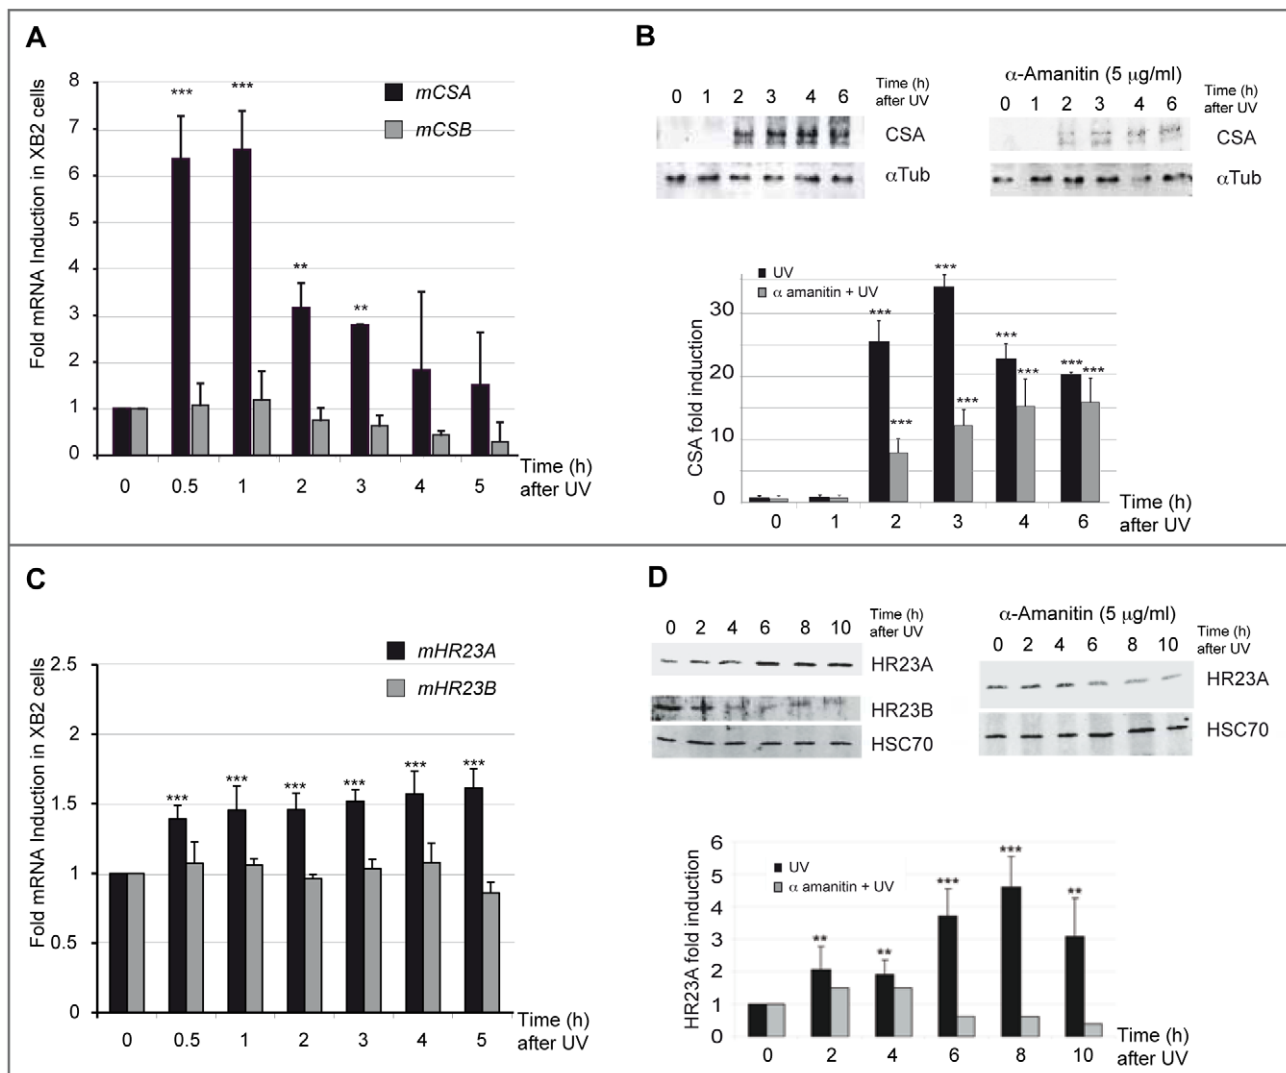 A
Fold mRNA Induction in XB2 cells
8
7
6
5
4
3
2
1
0
*** *** ** **
mCSA
mCSB
0 0.5 1 2 3 4 5
Time (h)
after UV
B
0 1 2 3 4 6
Time (h)
after UV
CSA
αTub
α-Amanitin (5 μg/ml)
0 1 2 3 4 6
Time (h)
after UV
CSA
αTub
UV
α amanitin + UV
CSA fold induction
30
20
10
0
*** *** *** *** *** *** *** ***
0 1 2 3 4 6
Time (h)
after UV
C
Fold mRNA Induction in XB2 cells
2.5
2
1.5
1
0.5
0
*** *** *** *** *** ***
mHR23A
mHR23B
0 0.5 1 2 3 4 5
Time (h)
after UV
D
0 2 4 6 8 10
Time (h)
after UV
HR23A
HR23B
HSC70
α-Amanitin (5 μg/ml)
0 2 4 6 8 10
Time (h)
after UV
HR23A
HSC70
UV
α amanitin + UV
HR23A fold induction
6
5
4
3
2
1
0
** ** *** *** **
0 2 4 6 8 10
Time (h)
after UV